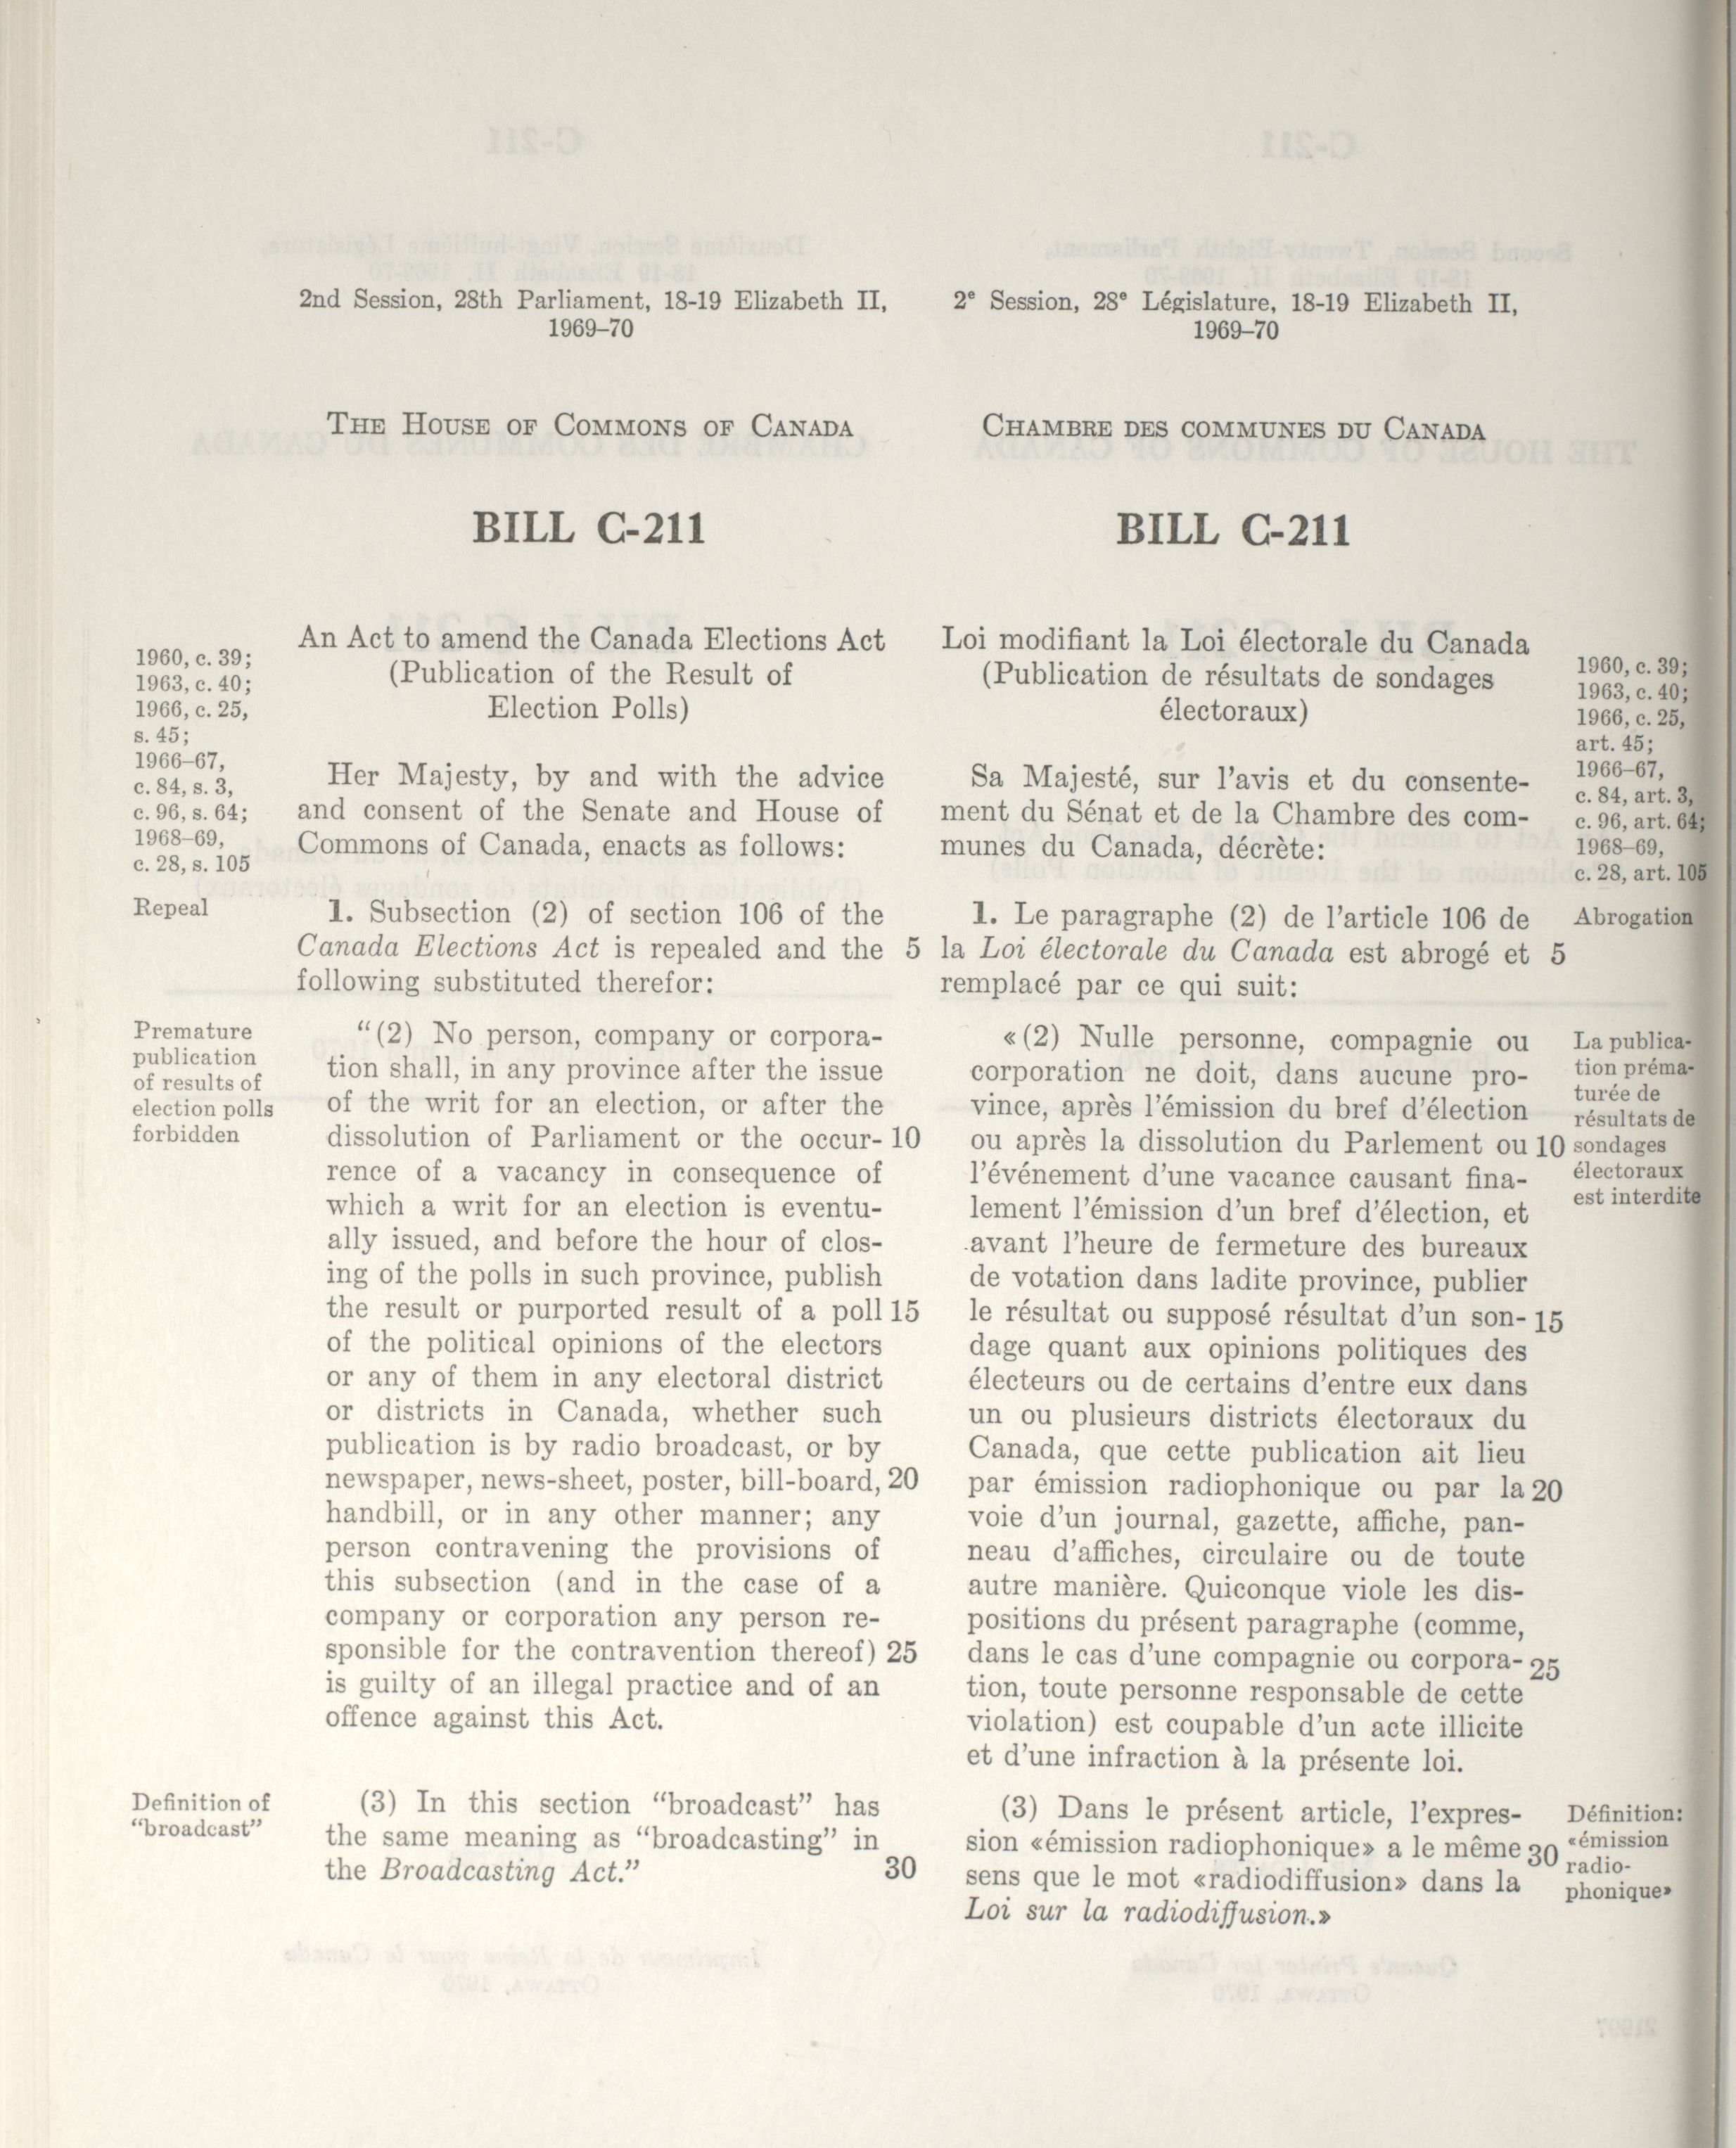 2nd Session, 28th Parliament, 18-19 Elizabeth II,
1969–70
THE HOUSE OF COMMONS OF CANADA
BILL C-211
An Act to amend the Canada Elections Act
(Publication of the Result of
Election Polls)
1960, c. 39;
1963, c. 40;
1966, c. 25,
s. 45;
1966–67,
c. 84, s. 3,
c. 96, s. 64;
1968–69,
c. 28, s. 105
Her Majesty, by and with the advice
and consent of the Senate and House of
Commons of Canada, enacts as follows:
Repeal
1. Subsection (2) of section 106 of the
Canada Elections Act is repealed and the 5
following substituted therefor:
Premature
publication
of results of
election polls
forbidden
“(2) No person, company or corpora-
tion shall, in any province after the issue
of the writ for an election, or after the
dissolution of Parliament or the occur- 10
rence of a vacancy in consequence of
which a writ for an election is eventu-
ally issued, and before the hour of clos-
ing of the polls in such province, publish
the result or purported result of a poll 15
of the political opinions of the electors
or any of them in any electoral district
or districts in Canada, whether such
publication is by radio broadcast, or by
newspaper, news-sheet, poster, bill-board, 20
handbill, or in any other manner; any
person contravening the provisions of
this subsection (and in the case of a
company or corporation any person re-
sponsible for the contravention thereof) 25
is guilty of an illegal practice and of an
offence against this Act.
Definition of
“broadcast”
(3) In this section “broadcast” has
the same meaning as “broadcasting” in
the Broadcasting Act.” 30
2e Session, 28e Législature, 18-19 Elizabeth II,
1969–70
CHAMBRE DES COMMUNES DU CANADA
BILL C-211
Loi modifiant la Loi électorale du Canada
(Publication de résultats de sondages
électoraux)
1960, c. 39;
1963, c. 40;
1966, c. 25,
art. 45;
1966–67,
c. 84, art. 3,
c. 96, art. 64;
1968–69,
c. 28, art. 105
Sa Majesté, sur l’avis et du consente-
ment du Sénat et de la Chambre des com-
munes du Canada, décrète:
Abrogation
1. Le paragraphe (2) de l’article 106 de
la Loi électorale du Canada est abrogé et 5
remplacé par ce qui suit:
La publica-
tion préma-
turée de
résultats de
sondages
électoraux
est interdite
«(2) Nulle personne, compagnie ou
corporation ne doit, dans aucune pro-
vince, après l’émission du bref d’élection
ou après la dissolution du Parlement ou 10
l’événement d’une vacance causant fina-
lement l’émission d’un bref d’élection, et
avant l’heure de fermeture des bureaux
de votation dans ladite province, publier
le résultat ou supposé résultat d’un son- 15
dage quant aux opinions politiques des
électeurs ou de certains d’entre eux dans
un ou plusieurs districts électoraux du
Canada, que cette publication ait lieu
par émission radiophonique ou par la 20
voie d’un journal, gazette, affiche, pan-
neau d’affiches, circulaire ou de toute
autre manière. Quiconque viole les dis-
positions du présent paragraphe (comme,
dans le cas d’une compagnie ou corpora- 25
tion, toute personne responsable de cette
violation) est coupable d’un acte illicite
et d’une infraction à la présente loi.
Définition:
«émission
radio-
phonique»
(3) Dans le présent article, l’expres-
sion «émission radiophonique» a le même 30
sens que le mot «radiodiffusion» dans la
Loi sur la radiodiffusion.»